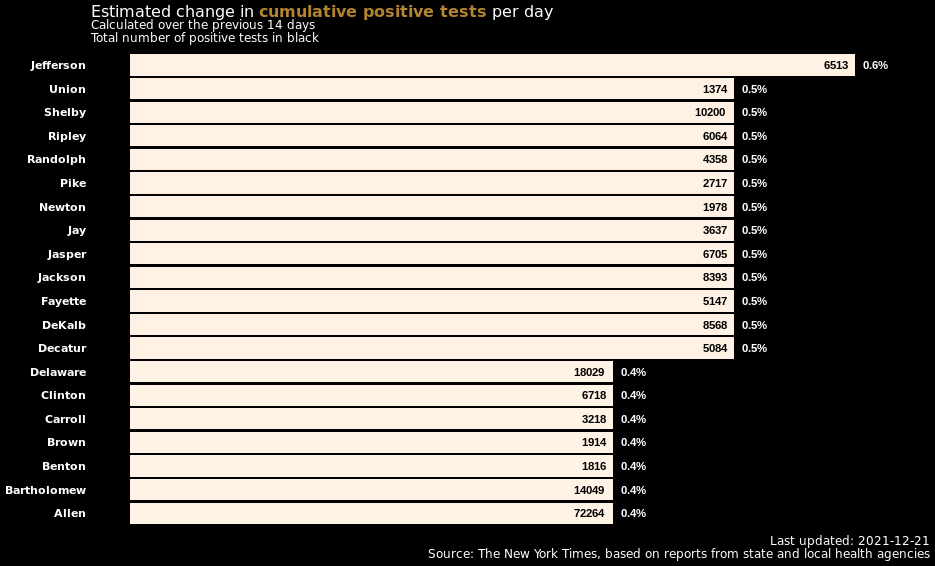 Estimated change in cumulative positive tests per day
Calculated over the previous 14 days
Total number of positive tests in black
Jefferson 6513 0.6%
Union 1374 0.5%
Shelby 10200 0.5%
Ripley 6064 0.5%
Randolph 4358 0.5%
Pike 2717 0.5%
Newton 1978 0.5%
Jay 3637 0.5%
Jasper 6705 0.5%
Jackson 8393 0.5%
Fayette 5147 0.5%
DeKalb 8568 0.5%
Decatur 5084 0.5%
Delaware 18029 0.4%
Clinton 6718 0.4%
Carroll 3218 0.4%
Brown 1914 0.4%
Benton 1816 0.4%
Bartholomew 14049 0.4%
Allen 72264 0.4%
Last updated: 2021-12-21
Source: The New York Times, based on reports from state and local health agencies